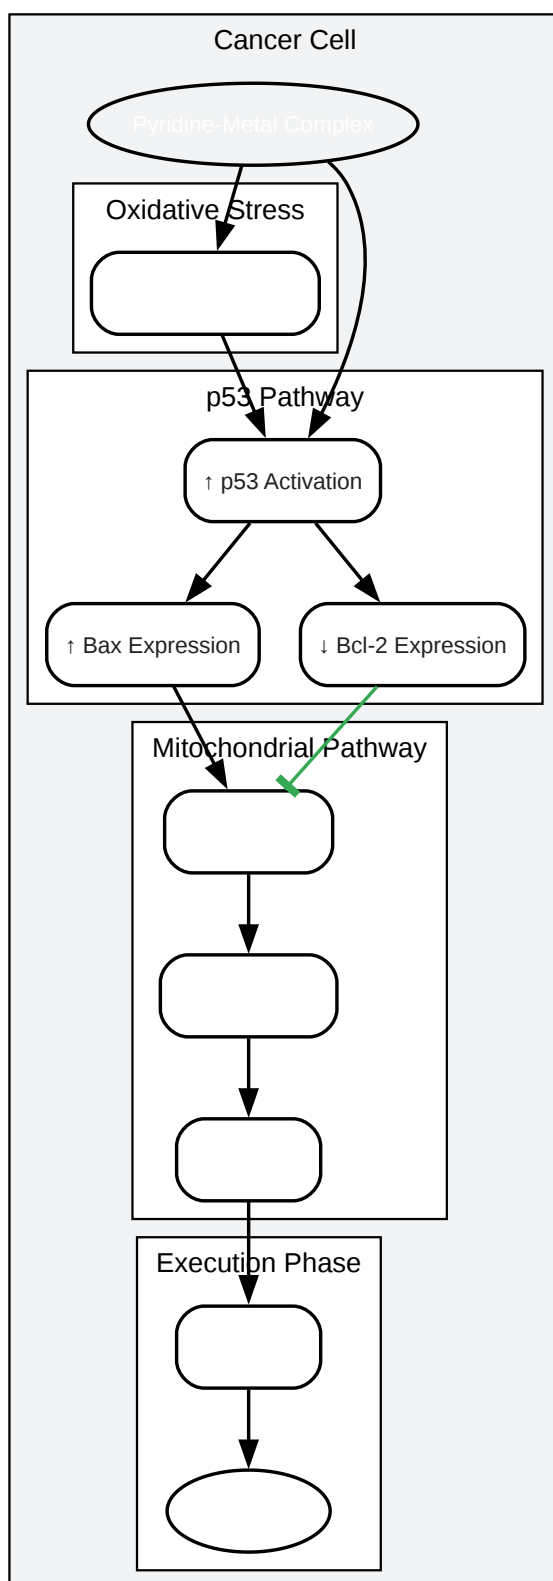 Cancer Cell
Pyridine-Metal Complex
Oxidative Stress
p53 Pathway
↑ p53 Activation
↑ Bax Expression
↓ Bcl-2 Expression
Mitochondrial Pathway
Execution Phase